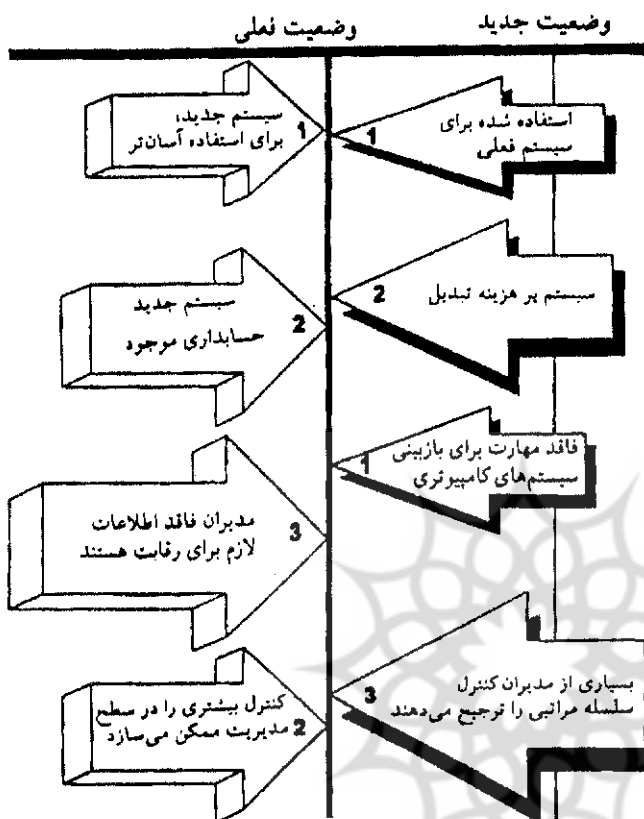 وضعیت جدید
وضعیت فعلی
استفاده شده برای
سیستم فعلی
1
سیستم جدید،
برای استفاده آسان‌تر
1
سیستم پر هزینه تبدیل
2
سیستم جدید
حسابداری موجود
2
فاقد مهارت برای بازبینی
سیستم‌های کامپیوتری
1
مدیران فاقد اطلاعات
لازم برای رقابت هستند
3
بسیاری از مدیران کنترل
سلسله مراتبی را ترجیع می‌دهند
3
کنترل بیشتری را در سطح
مدیریت ممکن می‌سازد
2